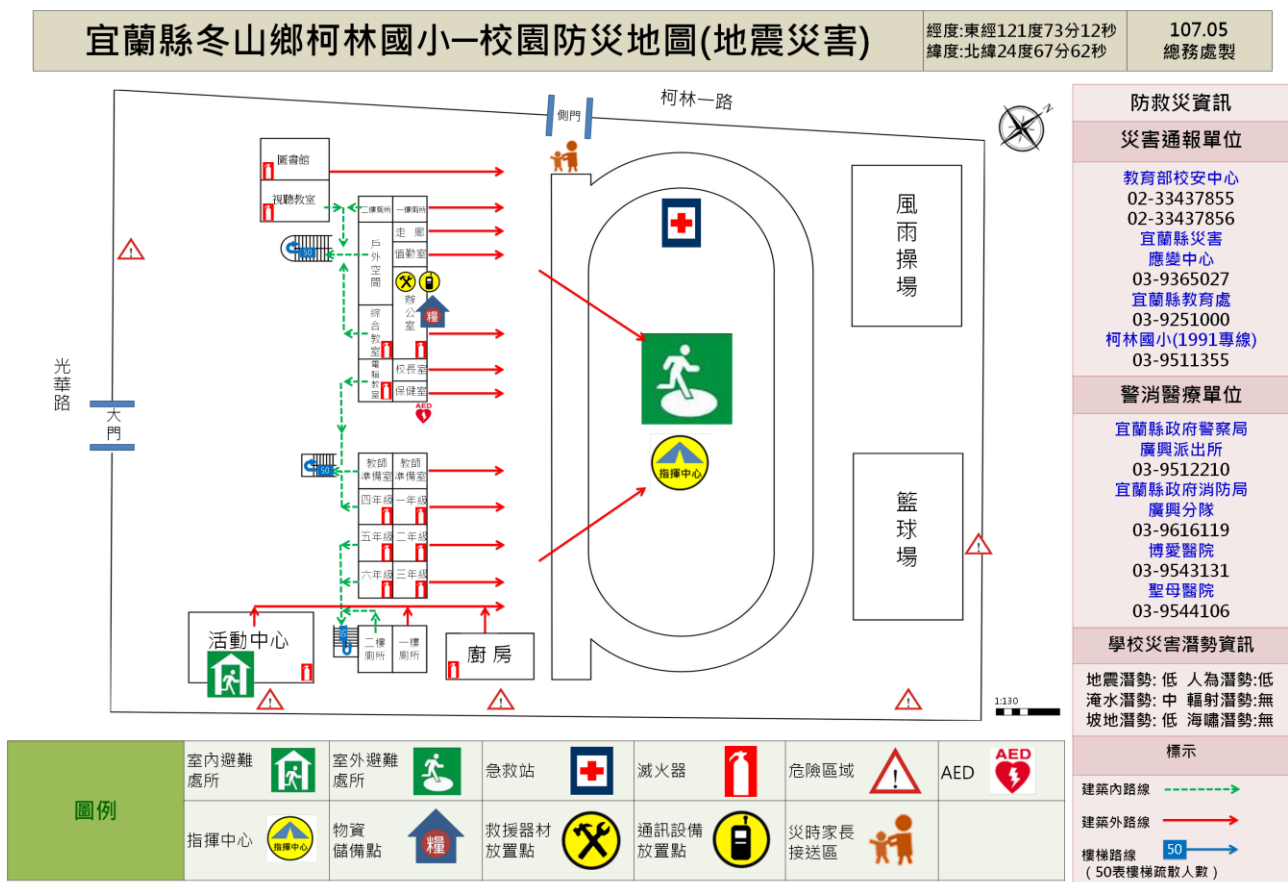 宜蘭縣冬山鄉柯林國小–校園防災地圖(地震災害)
經度:東經121度73分12秒
緯度:北緯24度67分62秒
107.05
總務處製
柯林一路
側門
N
圖書館
視聽教室
二樓廁所
一樓廁所
走廊
戶外空間
值勤室
50
辦公室
糧
綜合教室
電腦教室
校長室
保健室
AED
風雨操場
光華路
大門
指揮中心
50
教師
準備室
教師
準備室
四年級
一年級
五年級
二年級
六年級
三年級
籃球場
活動中心
50
二樓
廁所
一樓
廁所
廚房
1:130
防救災資訊
災害通報單位
教育部校安中心
02-33437855
02-33437856
宜蘭縣災害
應變中心
03-9365027
宜蘭縣教育處
03-9251000
柯林國小(1991專線)
03-9511355
警消醫療單位
宜蘭縣政府警察局
廣興派出所
03-9512210
宜蘭縣政府消防局
廣興分隊
03-9616119
博愛醫院
03-9543131
聖母醫院
03-9544106
學校災害潛勢資訊
地震潛勢: 低 人為潛勢:低
淹水潛勢: 中 輻射潛勢:無
坡地潛勢: 低 海嘯潛勢:無
標示
建築內路線
建築外路線
樓梯路線 50
(50表樓梯疏散人數)
圖例
室內避難
處所
室外避難
處所
急救站
滅火器
危險區域
AED
AED
指揮中心
指揮中心
物資
儲備點
糧
救援器材
放置點
通訊設備
放置點
災時家長
接送區